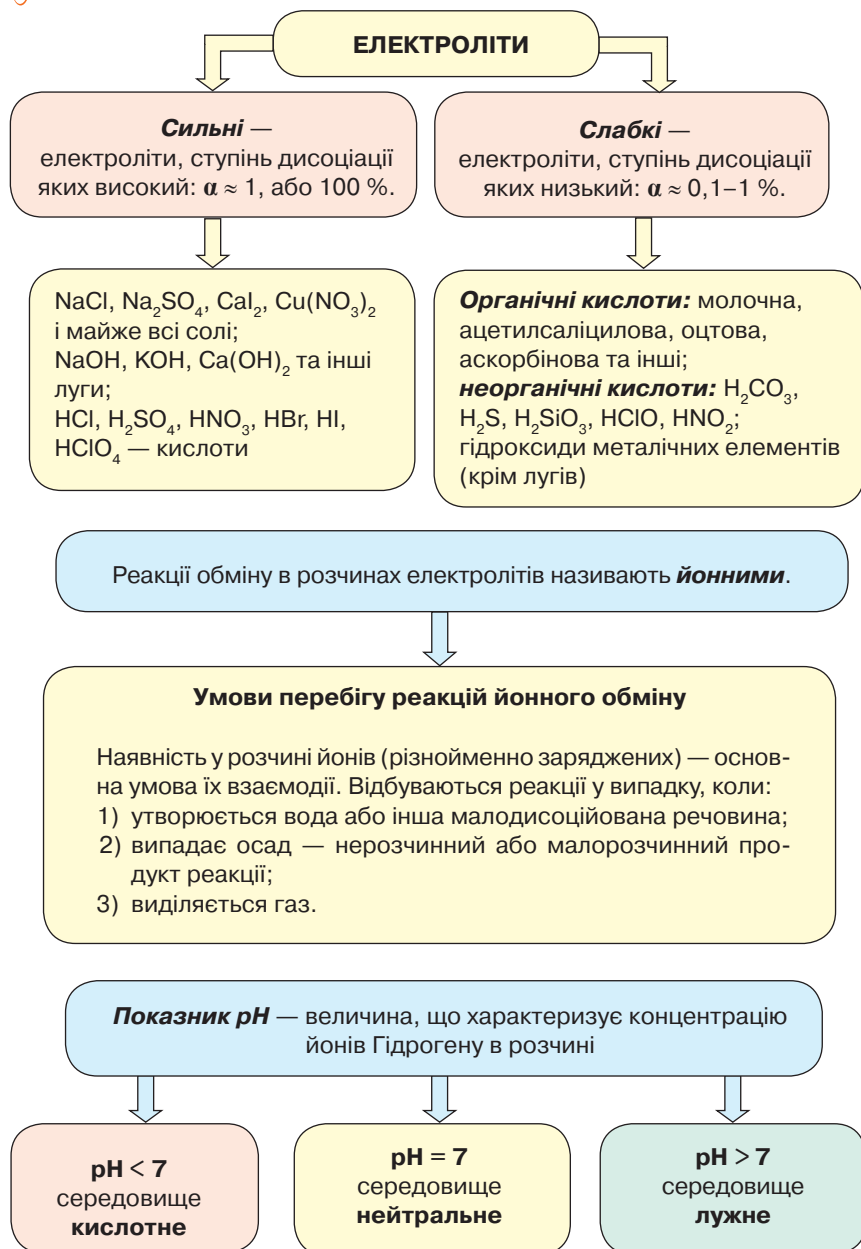 ЕЛЕКТРОЛІТИ
Сильні —
електроліти, ступінь дисоціації
яких високий: α ≈ 1, або 100 %.
Слабкі —
електроліти, ступінь дисоціації
яких низький: α ≈ 0,1–1 %.
NaCl, Na₂SO₄, CaI₂, Cu(NO₃)₂
і майже всі солі;
NaOH, KOH, Ca(OH)₂ та інші
луги;
HCl, H₂SO₄, HNO₃, HBr, HI,
HClO₄ — кислоти
Органічні кислоти: молочна,
ацетилсаліцилова, оцтова,
аскорбінова та інші;
неорганічні кислоти: H₂CO₃,
H₂S, H₂SiO₃, HClO, HNO₂;
гідроксиди металічних елементів
(крім лугів)
Реакції обміну в розчинах електролітів називають йонними.
Умови перебігу реакцій йонного обміну
Наявність у розчині йонів (різнойменно заряджених) — основ-
на умова їх взаємодії. Відбуваються реакції у випадку, коли:
1) утворюється вода або інша малодисоційована речовина;
2) випадає осад — нерозчинний або малорозчинний про-
дукт реакції;
3) виділяється газ.
Показник pH — величина, що характеризує концентрацію
йонів Гідрогену в розчині
pH < 7
середовище
кислотне
pH = 7
середовище
нейтральне
pH > 7
середовище
лужне